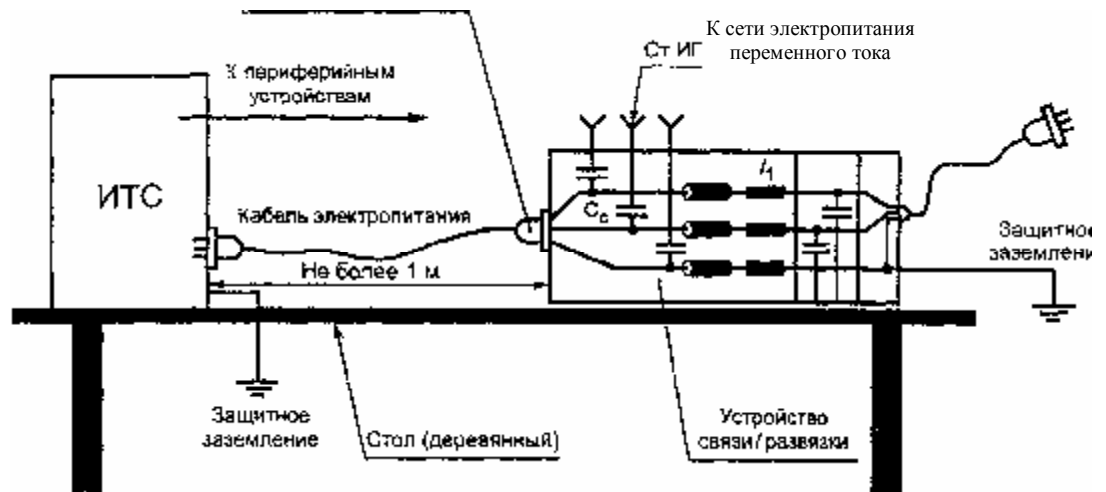 К сети электропитания
переменного тока
Ст ИГ
К периферийным
устройствам
ИТС
I₁
Cc
Кабель электропитания
Не более 1 м
Защитное
заземлени
Защитное
заземление
Стол (деревянный)
Устройство
связи/развязки